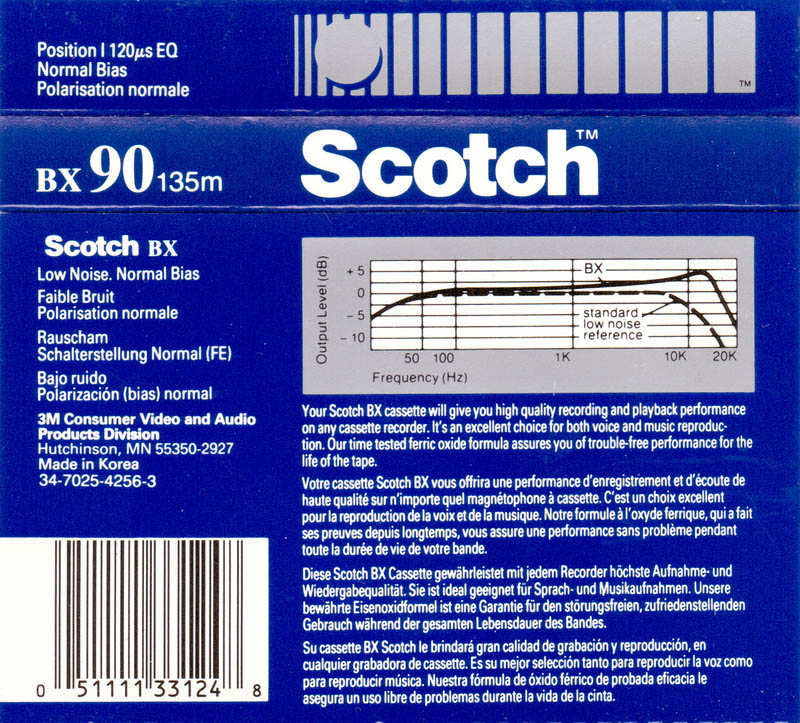 Position I 120µs EQ
Normal Bias
Polarisation normale
TM
BX 90 135m
Scotch™
Scotch BX
Low Noise. Normal Bias
Faible Bruit
Polarisation normale
Rauscham
Schalterstellung Normal (FE)
Bajo ruido
Polarización (bias) normal
3M Consumer Video and Audio
Products Division
Hutchinson, MN 55350-2927
Made in Korea
34-7025-4256-3
0 51111 33124 8
Output Level (dB)
+ 5
0
- 5
- 10
BX
standard
low noise
reference
50 100 1K 10K 20K
Frequency (Hz)
Your Scotch BX cassette will give you high quality recording and playback performance
on any cassette recorder. It's an excellent choice for both voice and music reproduc-
tion. Our time tested ferric oxide formula assures you of trouble-free performance for the
life of the tape.
Votre cassette Scotch BX vous offrira une performance d'enregistrement et d'écoute de
haute qualité sur n'importe quel magnétophone à cassette. C'est un choix excellent
pour la reproduction de la voix et de la musique. Notre formule à l'oxyde ferrique, qui a fait
ses preuves depuis longtemps, vous assure une performance sans problème pendant
toute la durée de vie de votre bande.
Diese Scotch BX Cassette gewährleistet mit jedem Recorder höchste Aufnahme- und
Wiedergabequalität. Sie ist ideal geeignet für Sprach- und Musikaufnahmen. Unsere
bewährte Eisenoxidformel ist eine Garantie für den störungsfreien, zufriedenstellenden
Gebrauch während der gesamten Lebensdauer des Bandes.
Su cassette BX Scotch le brindará gran calidad de grabación y reproducción, en
cualquier grabadora de cassette. Es su mejor selección tanto para reproducir la voz como
para reproducir música. Nuestra fórmula de óxido férrico de probada eficacia le
asegura un uso libre de problemas durante la vida de la cinta.